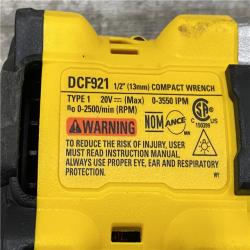 DCF921 1/2" (13mm) COMPACT WRENCH
TYPE 1 20V Max 0-3550 IPM
n0 0-2500/min (RPM)
WARNING
NOM ANCE
TO REDUCE THE RISK OF INJURY, USER
MUST READ INSTRUCTION MANUAL.
ALWAYS USE PROPER EYE, EAR AND
RESPIRATORY PROTECTION.